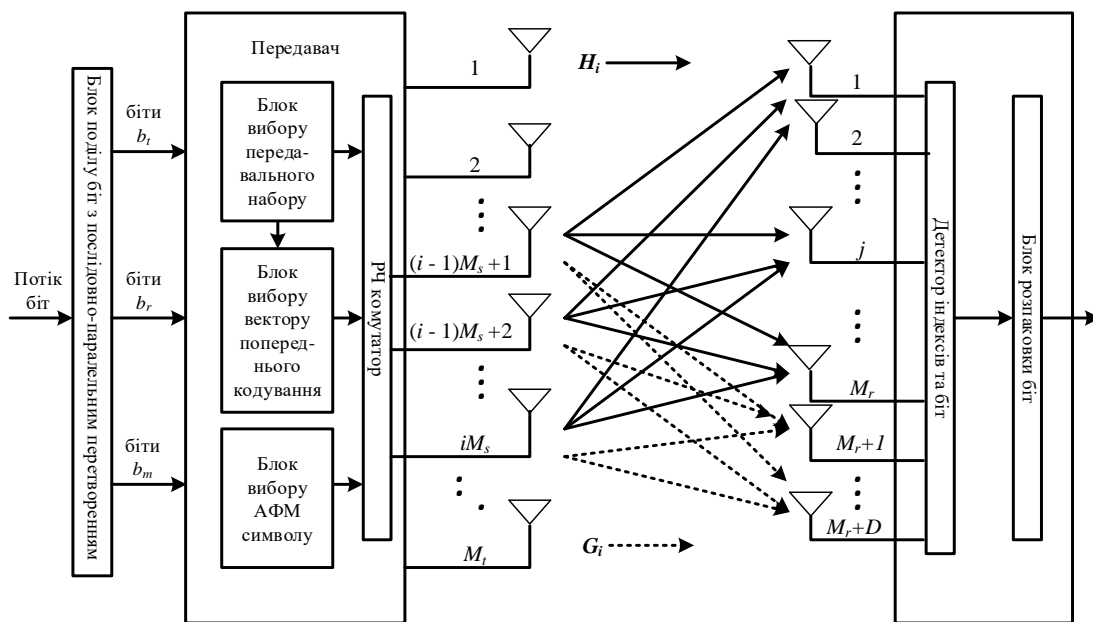 Потік
біт
Блок поділу біт з послідовно-паралельним перетворенням
біти
b_t
біти
b_r
біти
b_m
Передавач
Блок
вибору
переда-
вального
набору
Блок
вибору
вектору
поперед-
нього
кодування
Блок
вибору
АФМ
символу
РЧ комутатор
1
2
(i - 1)M_s+1
(i - 1)M_s+2
iM_s
M_t
H_i
G_i
1
2
j
M_r
M_r+1
M_r+D
Детектор індексів та біт
Блок розпаковки біт